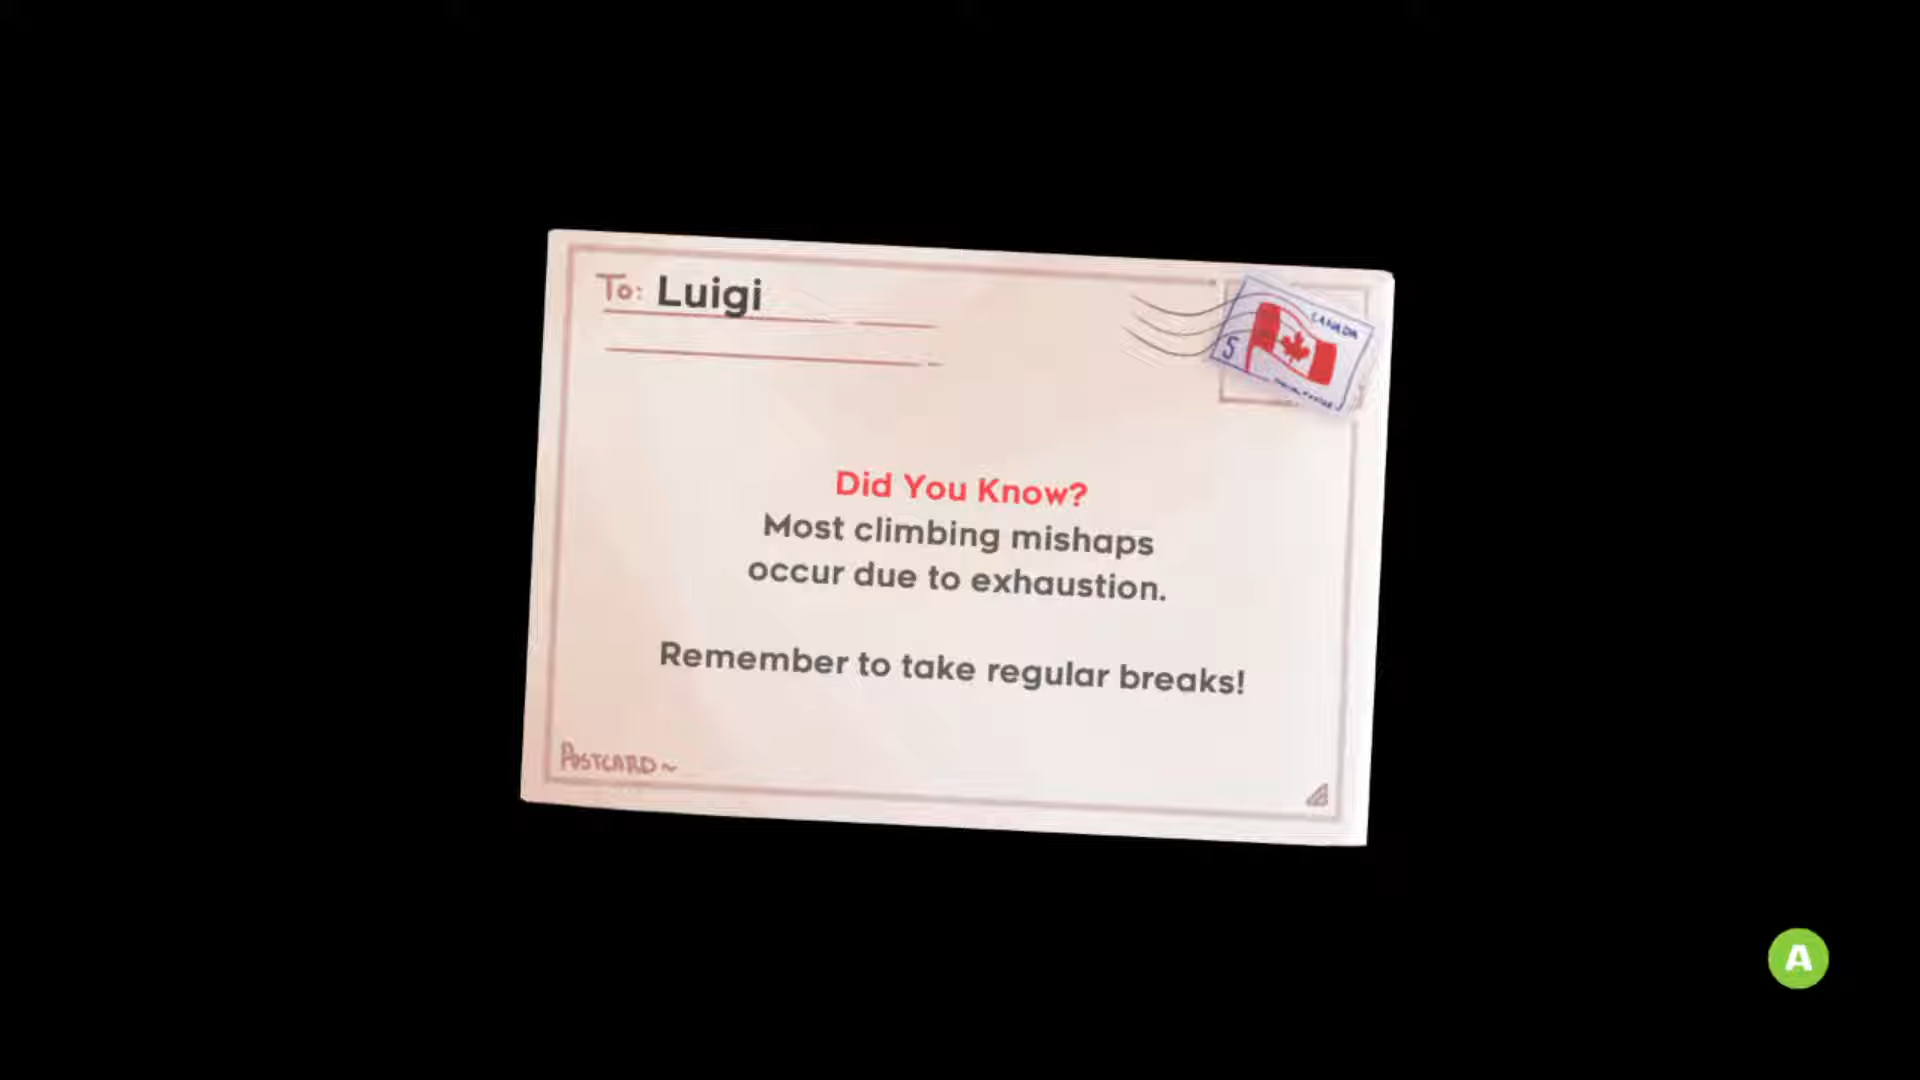 To: Luigi
CANADA
5
Did You Know?
Most climbing mishaps
occur due to exhaustion.
Remember to take regular breaks!
POSTCARD~
A